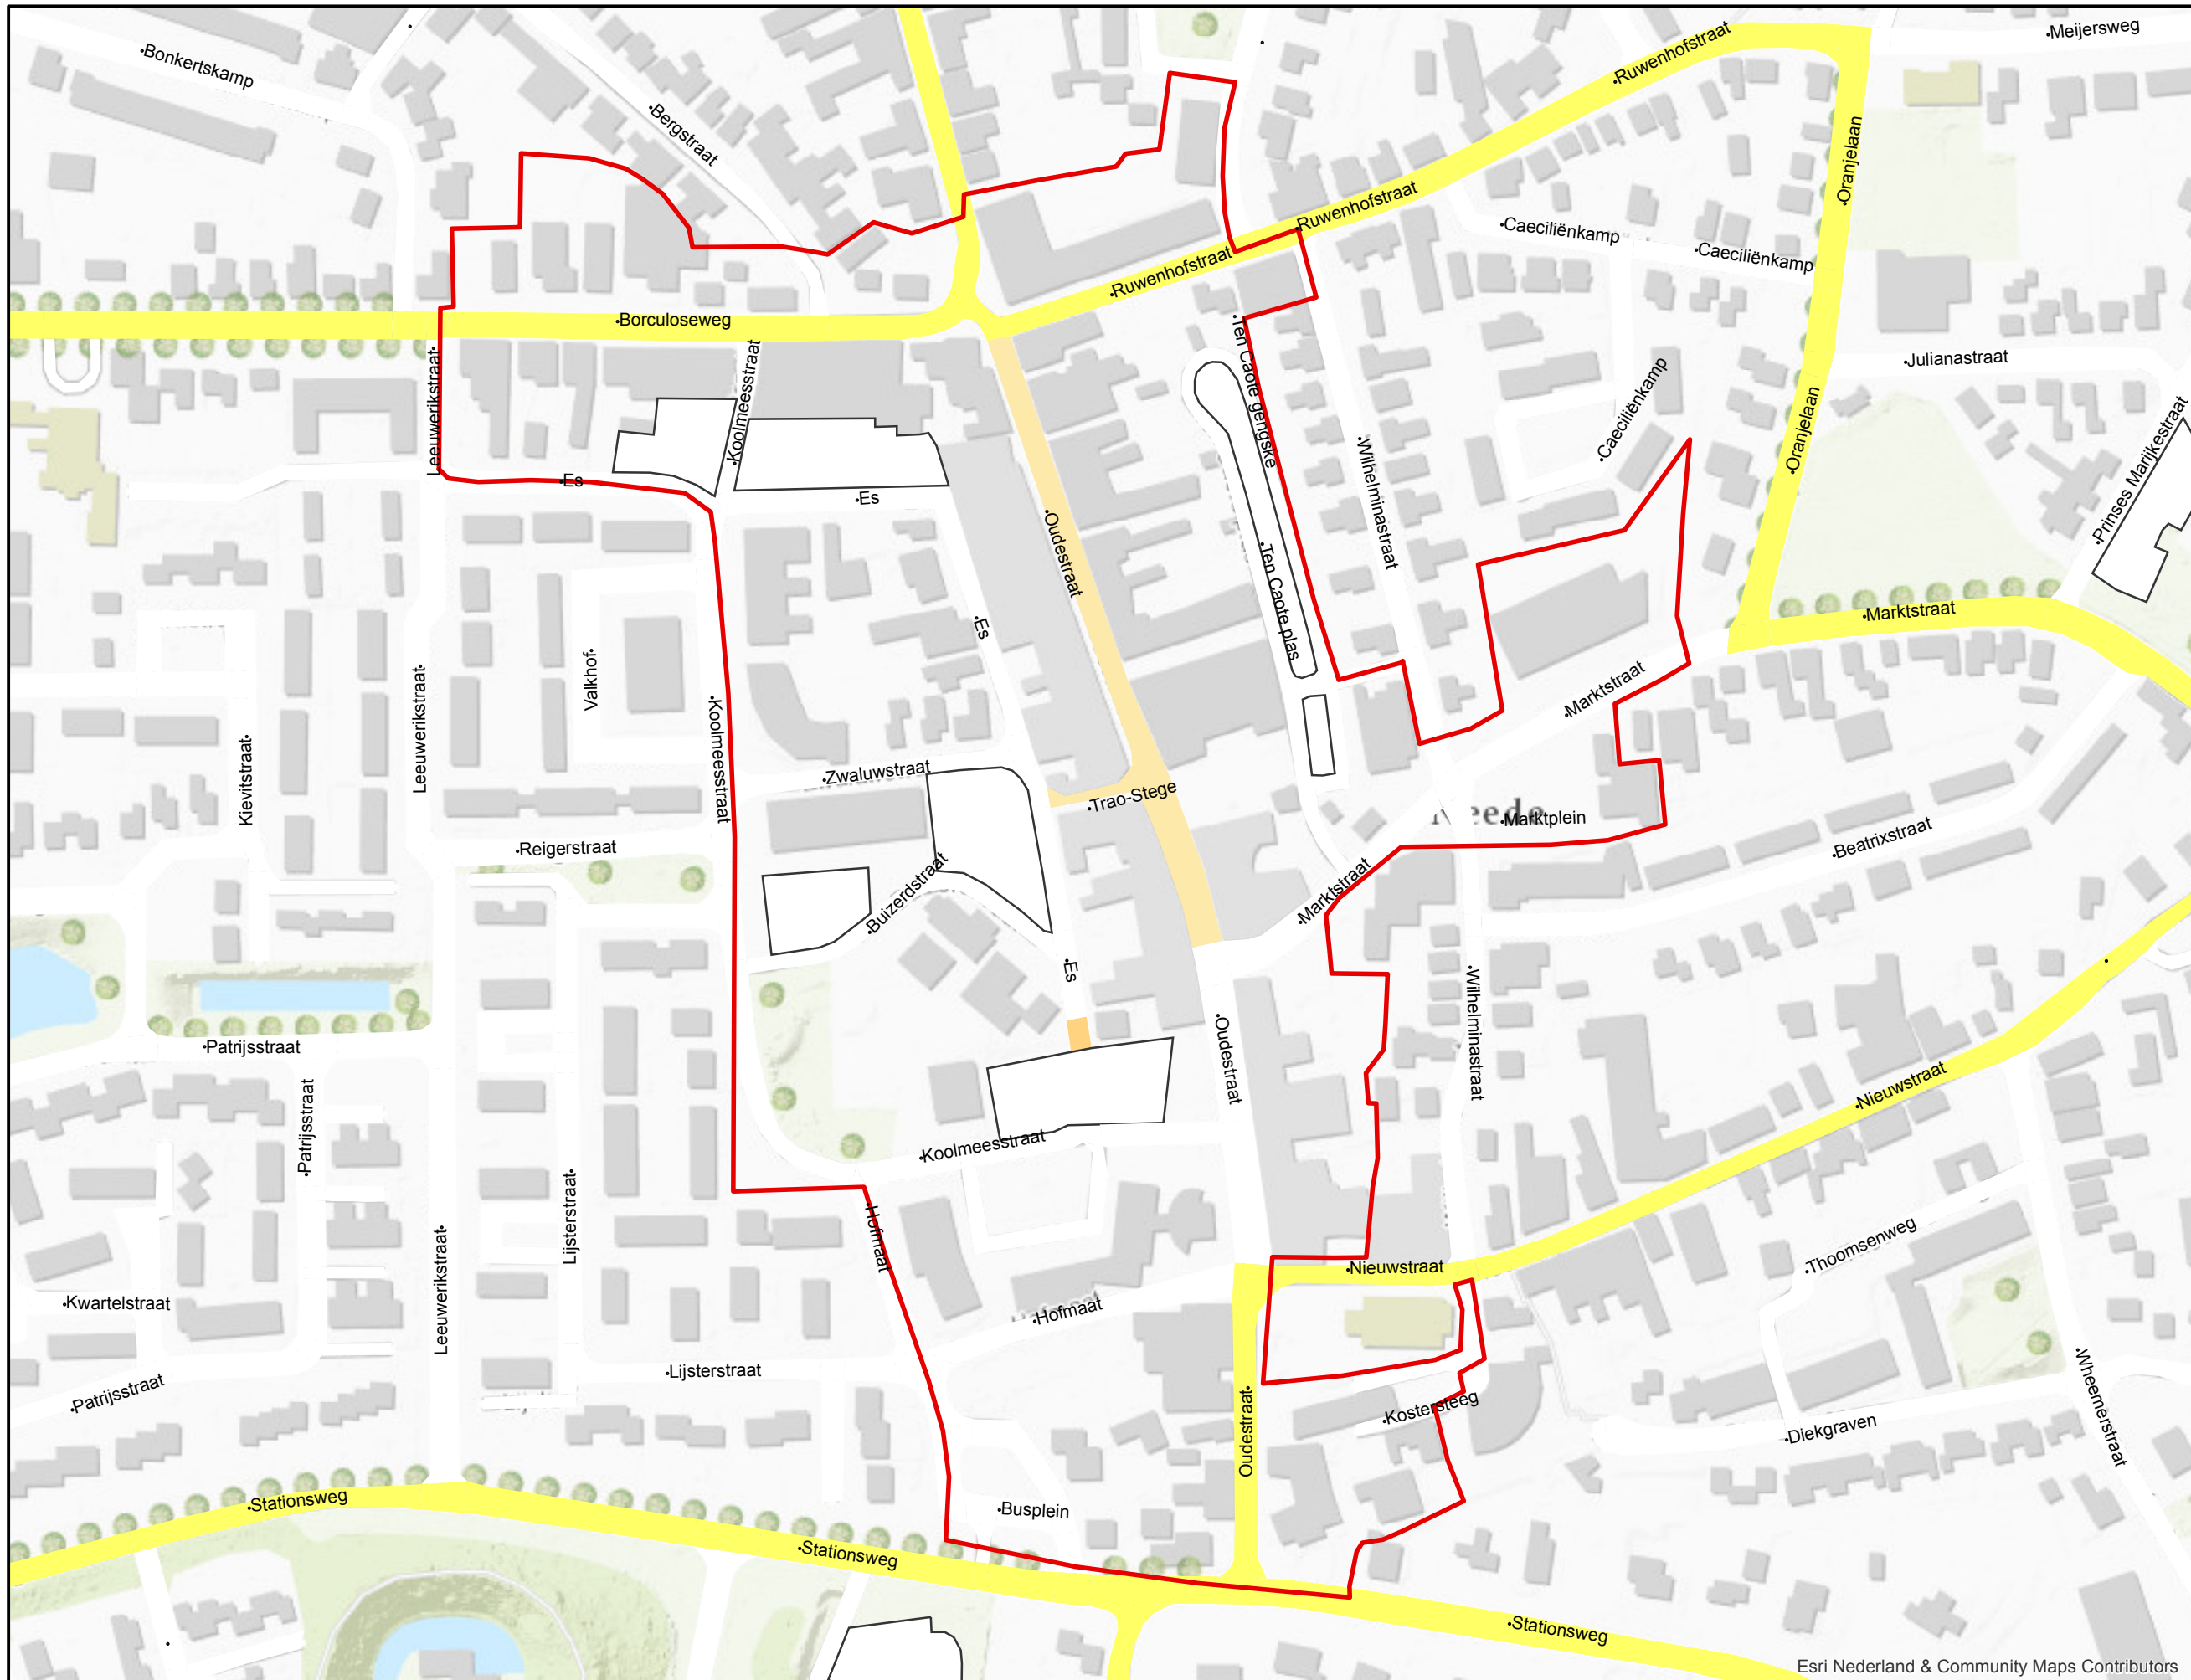 Meijersweg
Ruwenhofstraat
Bonkertskamp
Bergstraat
Oranjelaan
Ruwenhofstraat
Caeciliënkamp
Caeciliënkamp
Ruwenhofstraat
Borculoseweg
Ten Caote gengske
Leeuwerikstraat
Koolmeesstraat
Julianastraat
Caeciliënkamp
Oranjelaan
Prinses Marijkestraat
Wilhelminastraat
Es
Es
Oudestraat
Ten Caote plas
Marktstraat
Es
Valkhof
Leeuwerikstraat
Koolmeesstraat
Marktstraat
Kievitstraat
Zwaluwstraat
Trao-Stege
Marktplein
Beatrixstraat
Reigerstraat
Buizerdstraat
Marktstraat
Es
Wilhelminastraat
Oudestraat
Patrijsstraat
Patrijsstraat
Nieuwstraat
Koolmeesstraat
Lijsterstraat
Hofmaat
Leeuwerikstraat
Thoomsenweg
Nieuwstraat
Kwartelstraat
Hofmaat
Lijsterstraat
Patrijsstraat
Oudestraat
Kostersteeg
Diekgraven
Wheemerstraat
Stationsweg
Busplein
Stationsweg
Stationsweg
Esri Nederland & Community Maps Contributors